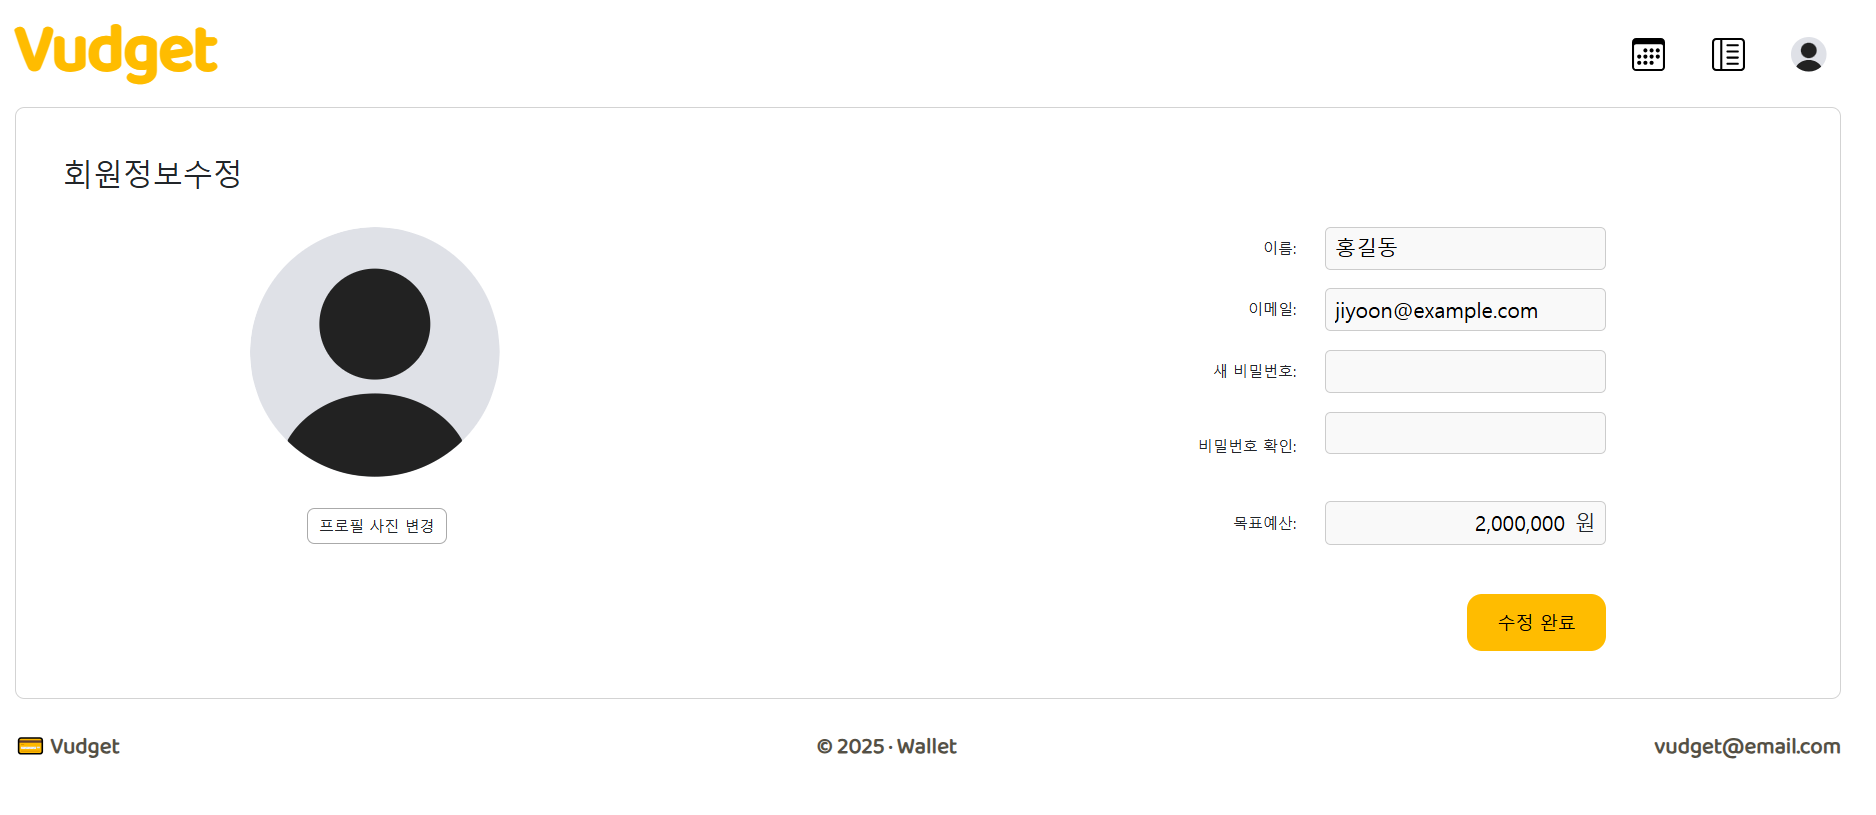 Vudget
회원정보수정
이름: 홍길동
이메일: jiyoon@example.com
새 비밀번호:
비밀번호 확인:
프로필 사진 변경
목표예산: 2,000,000 원
수정 완료
Vudget
© 2025 · Wallet
vudget@email.com